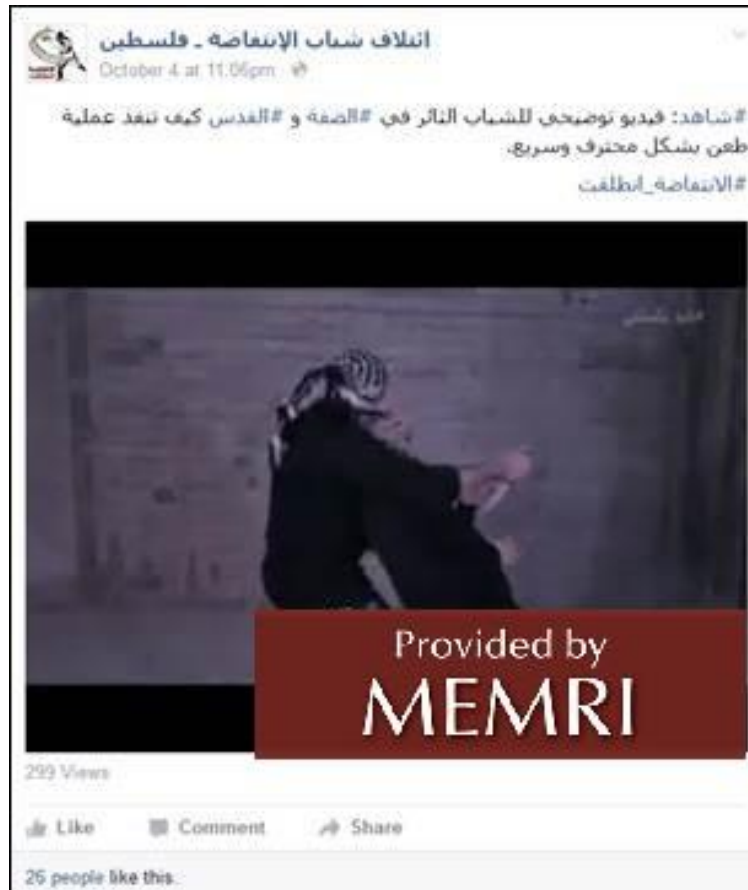 ائتلاف شباب الإنتفاضة ـ فلسطين
October 4 at 11.06pm
#شاهد: فيديو توضيحي للشباب الثائر في #الضفة و #القدس كيف تنفذ عملية
طعن بشكل محترف وسريع.
#الانتفاضة_انطلقت
Provided by
MEMRI
299 Views
Like Comment Share
26 people like this.